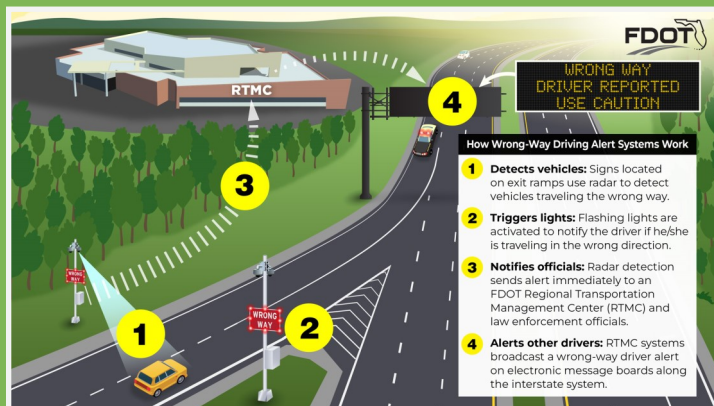 FDOT
WRONG WAY
DRIVER REPORTED
USE CAUTION
RTMC
4
3
WRONG
WAY
1
WRONG
WAY
2
How Wrong-Way Driving Alert Systems Work
1 Detects vehicles: Signs located
on exit ramps use radar to detect
vehicles traveling the wrong way.
2 Triggers lights: Flashing lights are
activated to notify the driver if he/she
is traveling in the wrong direction.
3 Notifies officials: Radar detection
sends alert immediately to an
FDOT Regional Transportation
Management Center (RTMC) and
law enforcement officials.
4 Alerts other drivers: RTMC systems
broadcast a wrong-way driver alert
on electronic message boards along
the interstate system.